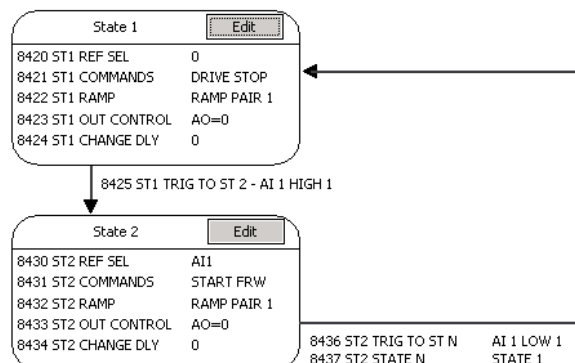 State 1 Edit
8420 ST1 REF SEL 0
8421 ST1 COMMANDS DRIVE STOP
8422 ST1 RAMP RAMP PAIR 1
8423 ST1 OUT CONTROL AO=0
8424 ST1 CHANGE DLY 0
8425 ST1 TRIG TO ST 2 - AI 1 HIGH 1
State 2 Edit
8430 ST2 REF SEL AI1
8431 ST2 COMMANDS START FRW
8432 ST2 RAMP RAMP PAIR 1
8433 ST2 OUT CONTROL AO=0
8434 ST2 CHANGE DLY 0
8436 ST2 TRIG TO ST N AI 1 LOW 1
8437 ST2 STATE N STATE 1